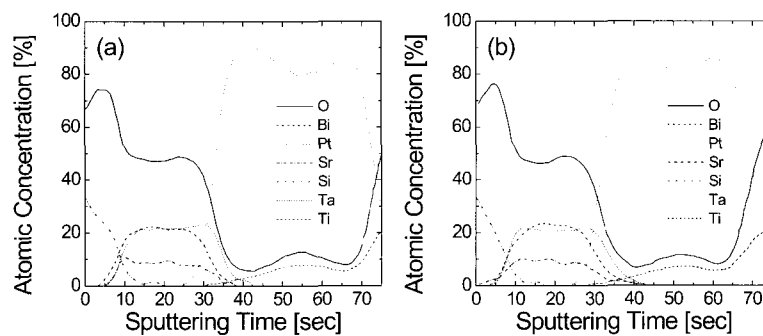 (a)
Atomic Concentration [%]
100
80
60
40
20
0
O
Bi
Pt
Sr
Si
Ta
Ti
0 10 20 30 40 50 60 70
Sputtering Time [sec]
(b)
Atomic Concentration [%]
100
80
60
40
20
0
O
Bi
Pt
Sr
Si
Ta
Ti
0 10 20 30 40 50 60 70
Sputtering Time [sec]